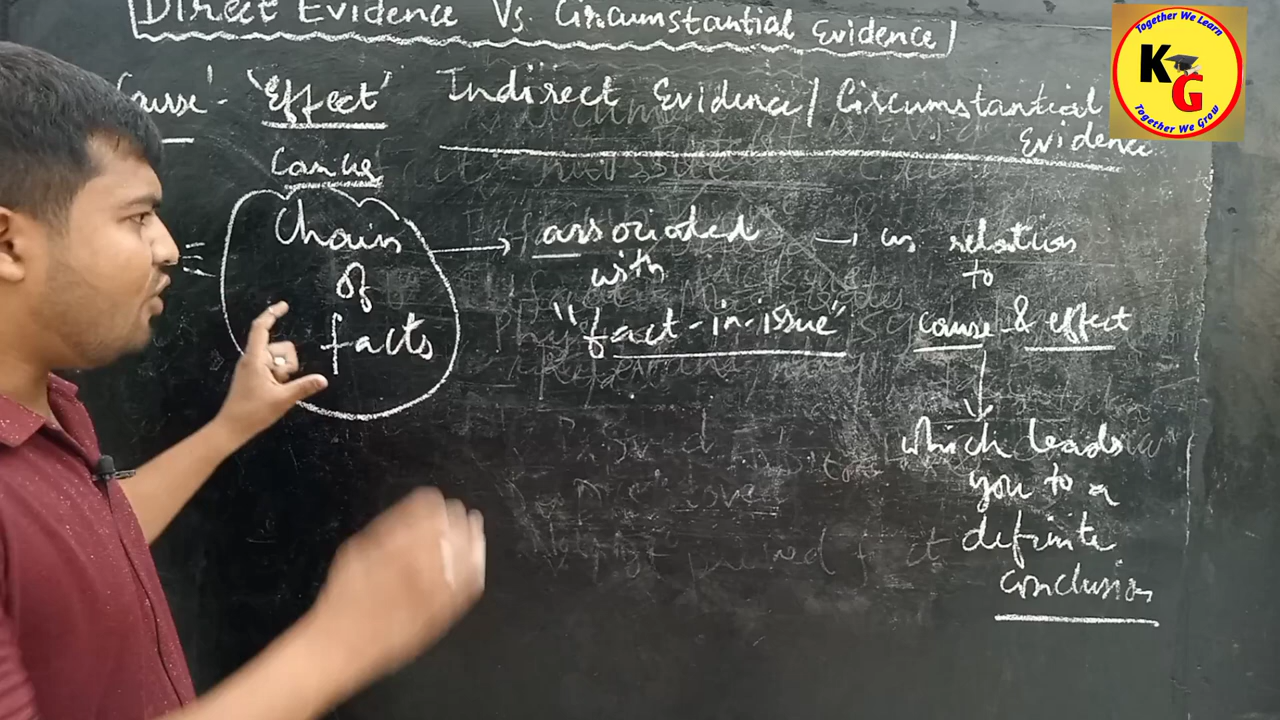 Direct Evidence Vs. Circumstantial Evidence
Cause' - 'Effect' Indirect Evidence / Circumstantial
Evidence
Chain → associated → in relation
of with to
facts "fact-in-issue" cause & effect
which leads
you to a
definite
conclusion
Together We Learn
KG
Together We Grow